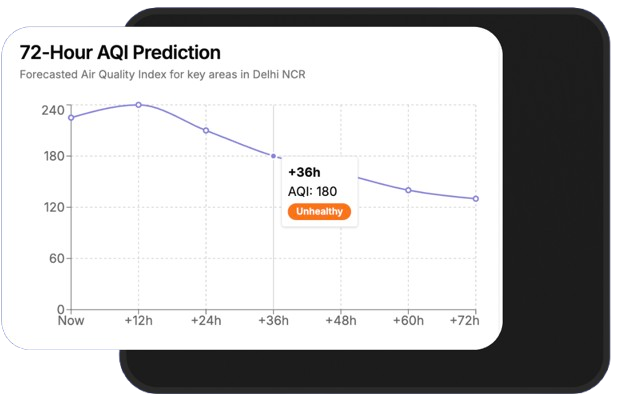 72-Hour AQI Prediction
Forecasted Air Quality Index for key areas in Delhi NCR
240
180
120
60
0
+36h
AQI: 180
Unhealthy
Now +12h +24h +36h +48h +60h +72h